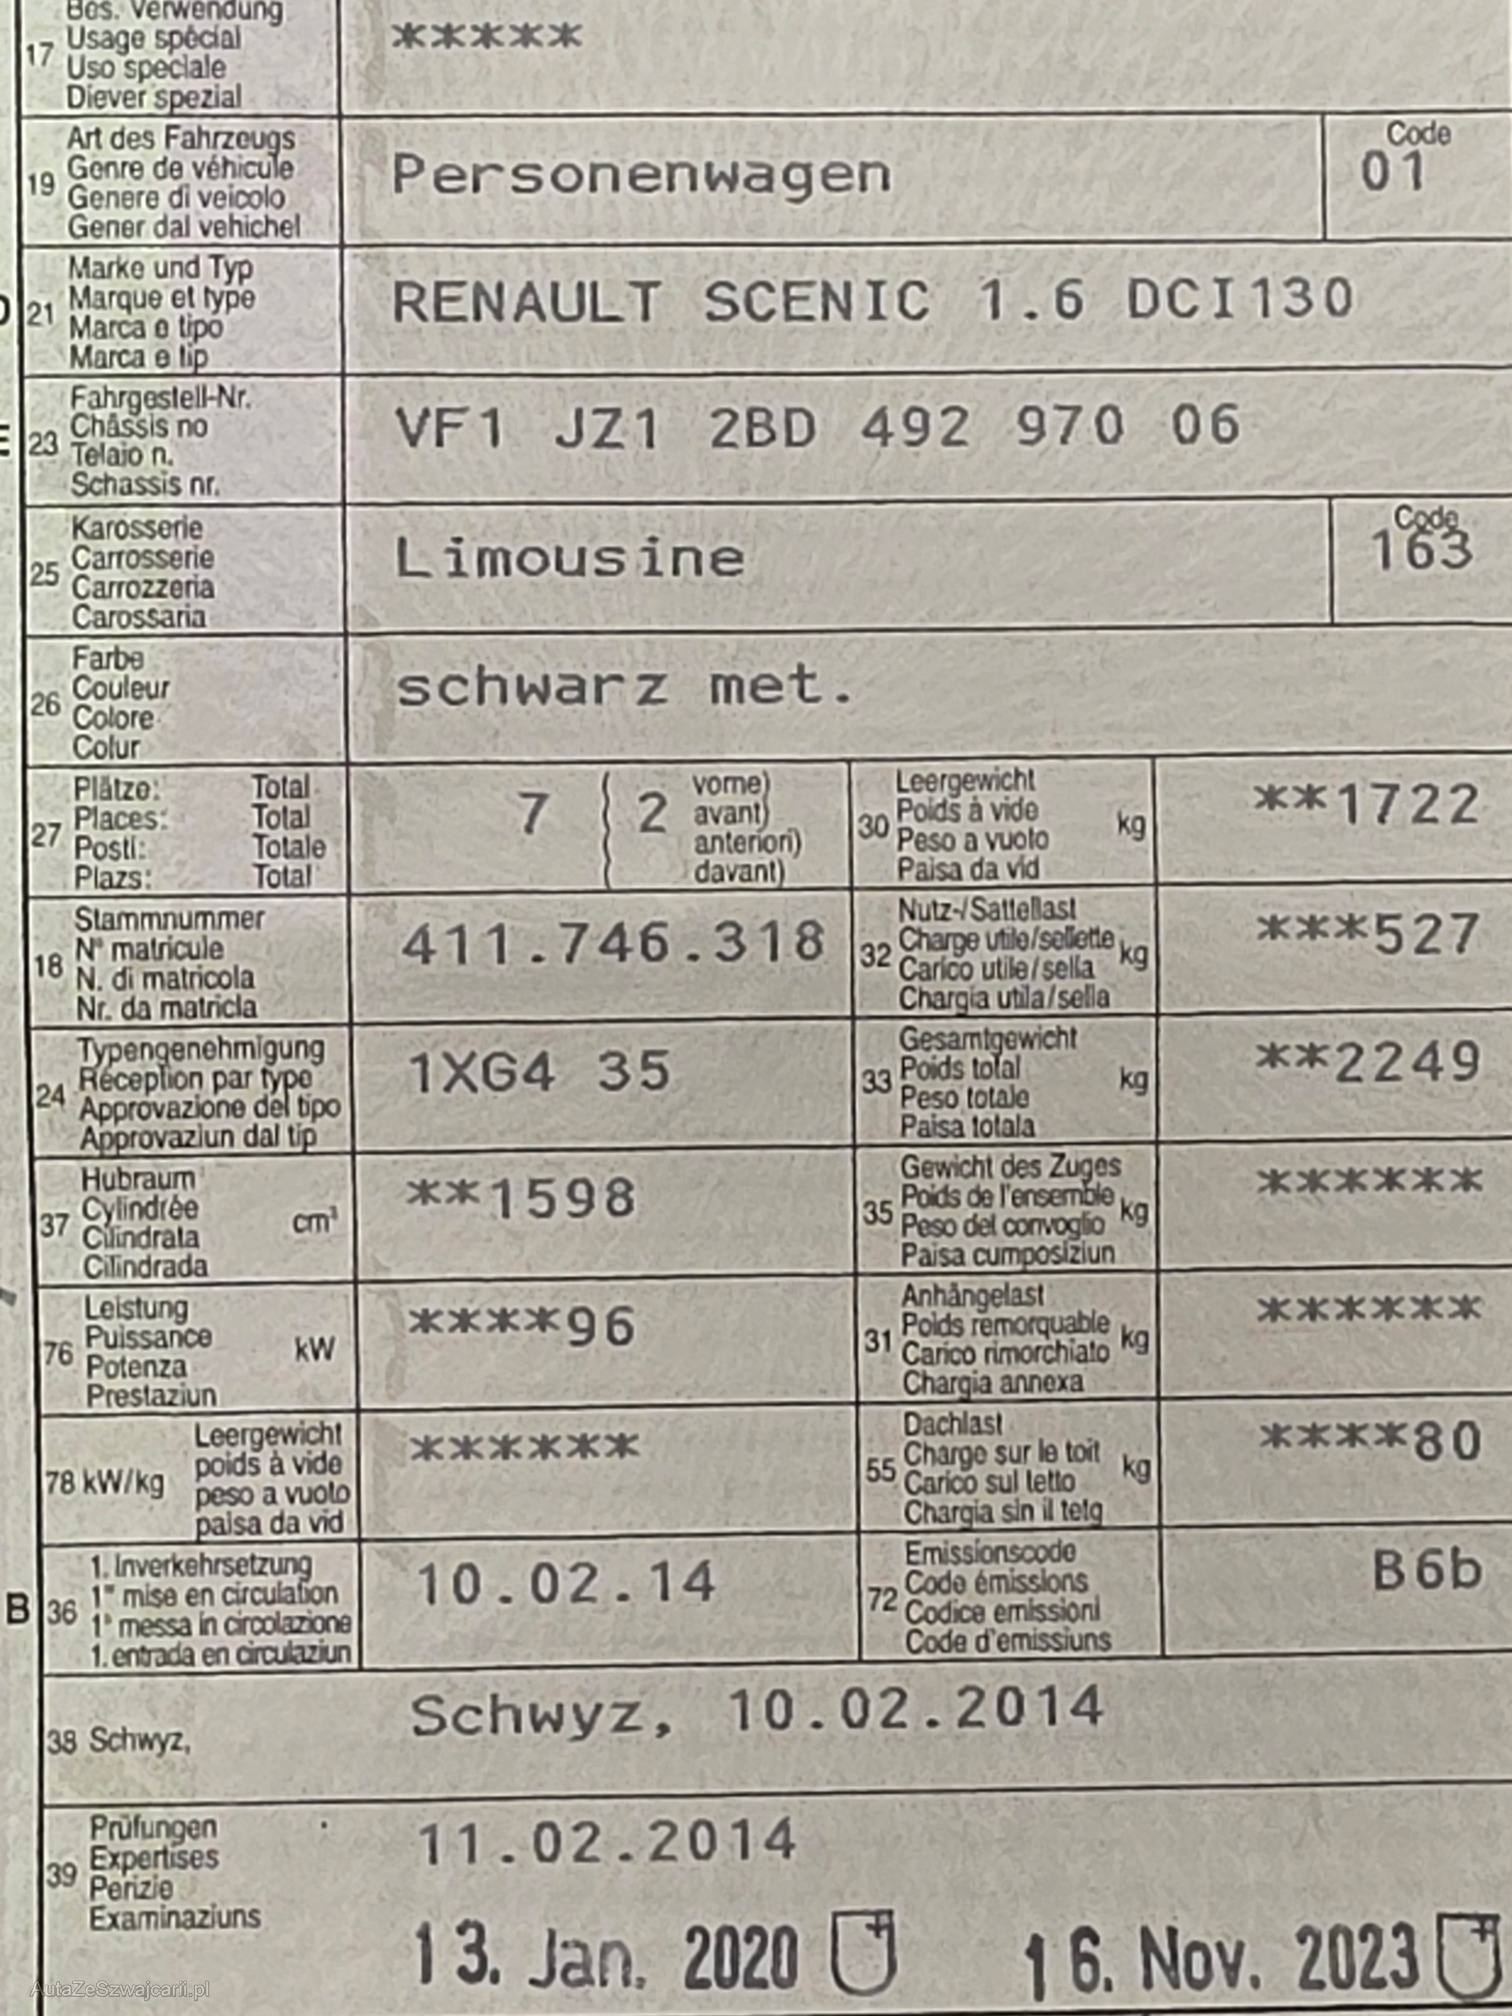 Bes. Verwendung
17 Usage spécial *****
Uso speciale
Diever spezial
Art des Fahrzeugs Code
19 Genre de véhicule Personenwagen 01
Genere di veicolo
Gener dal vehichel
Marke und Typ
21 Marque et type RENAULT SCENIC 1.6 DCI130
Marca e tipo
Marca e tip
Fahrgestell-Nr.
E 23 Châssis no VF1 JZ1 2BD 492 970 06
Telaio n.
Schassis nr.
Karosserie Code
25 Carrosserie Limousine 163
Carrozzeria
Carossaria
Farbe
26 Couleur schwarz met.
Colore
Colur
Plätze: Total 7 ( 2 vorne)
27 Places: Total avant)
Posti: Totale anteriori)
Plazs: Total davant)
Leergewicht
30 Poids à vide kg **1722
Peso a vuoto
Paisa da vid
Stammnummer
18 N° matricule 411.746.318
N. di matricola
Nr. da matricla
Nutz-/Sattellast
32 Charge utile/sellette kg ***527
Carico utile/sella
Chargia utila/sella
Typengenehmigung
24 Réception par type 1XG4 35
Approvazione del tipo
Approvaziun dal tip
Gesamtgewicht
33 Poids total kg **2249
Peso totale
Paisa totala
Hubraum
37 Cylindrée cm³ **1598
Cilindrata
Cilindrada
Gewicht des Zuges
35 Poids de l'ensemble kg ******
Peso del convoglio
Paisa cumposiziun
Leistung
76 Puissance kW ****96
Potenza
Prestaziun
Anhängelast
31 Poids remorquable kg ******
Carico rimorchiato
Chargia annexa
Leergewicht
78 kW/kg poids à vide ******
peso a vuoto
paisa da vid
Dachlast
55 Charge sur le toit kg ****80
Carico sul tetto
Chargia sin il tetg
1. Inverkehrsetzung
B 36 1re mise en circulation 10.02.14
1a messa in circolazione
1. entrada en circulaziun
Emissionscode
72 Code émissions B6b
Codice emissioni
Code d'emissiuns
38 Schwyz, Schwyz, 10.02.2014
Prüfungen
39 Expertises 11.02.2014
Perizie
Examinaziuns
13. Jan. 2020 16. Nov. 2023
AutaZeSzwajcarii.pl